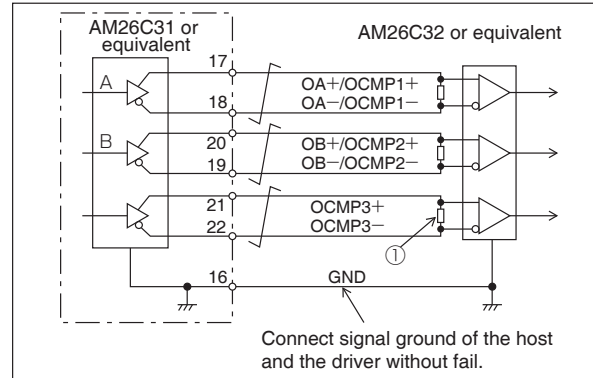 AM26C31 or
equivalent
AM26C32 or equivalent
A
17
OA+/OCMP1+
18
OA−/OCMP1−
B
20
OB+/OCMP2+
19
OB−/OCMP2−
21
OCMP3+
22
OCMP3−
①
16
GND
Connect signal ground of the host
and the driver without fail.